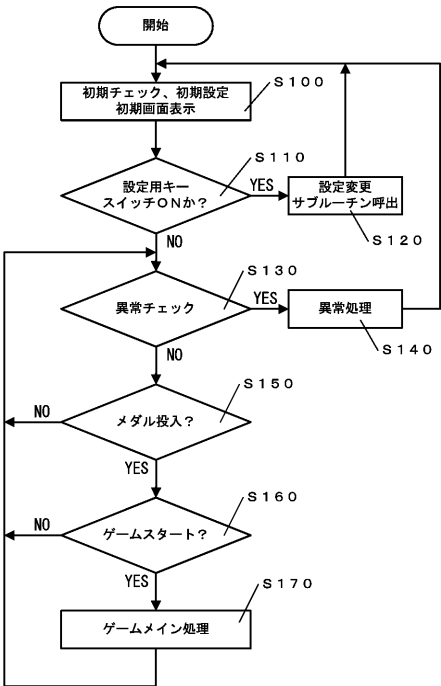 開始
初期チェック、初期設定
初期画面表示
S100
設定用キー
スイッチONか?
S110
YES
設定変更
サブルーチン呼出
S120
NO
異常チェック
S130
YES
異常処理
S140
NO
メダル投入?
S150
NO
YES
ゲームスタート?
S160
NO
YES
ゲームメイン処理
S170